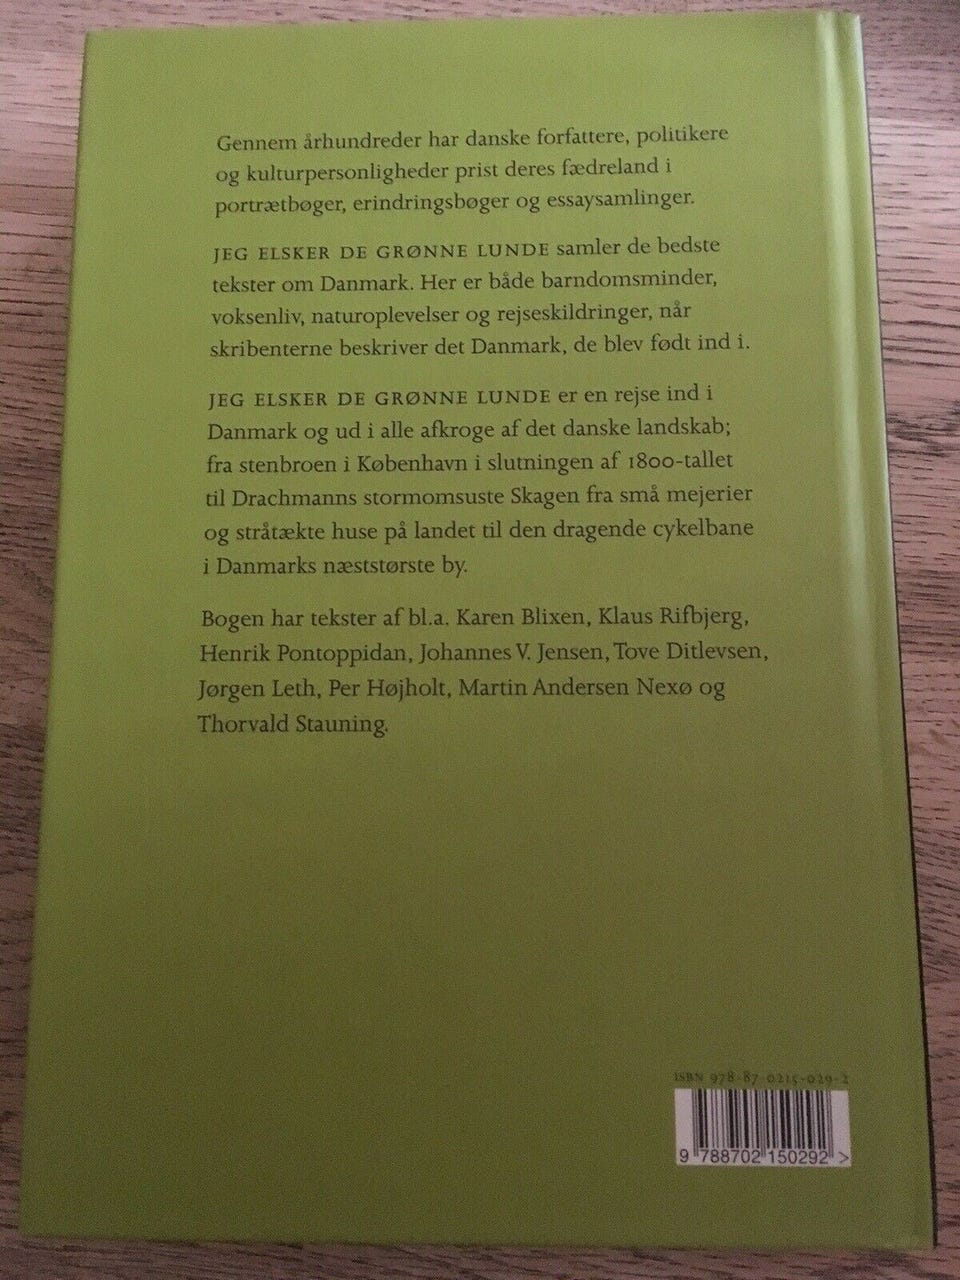 Gennem århundreder har danske forfattere, politikere
og kulturpersonligheder prist deres fædreland i
portrætbøger, erindringsbøger og essaysamlinger.
JEG ELSKER DE GRØNNE LUNDE samler de bedste
tekster om Danmark. Her er både barndomsminder,
voksenliv, naturoplevelser og rejseskildringer, når
skribenterne beskriver det Danmark, de blev født ind i.
JEG ELSKER DE GRØNNE LUNDE er en rejse ind i
Danmark og ud i alle afkroge af det danske landskab;
fra stenbroen i København i slutningen af 1800-tallet
til Drachmanns stormomsuste Skagen fra små mejerier
og stråtækte huse på landet til den dragende cykelbane
i Danmarks næststørste by.
Bogen har tekster af bl.a. Karen Blixen, Klaus Rifbjerg,
Henrik Pontoppidan, Johannes V. Jensen, Tove Ditlevsen,
Jørgen Leth, Per Højholt, Martin Andersen Nexø og
Thorvald Stauning.
ISBN 978-87-0215-029-2
9 788702 150292 >